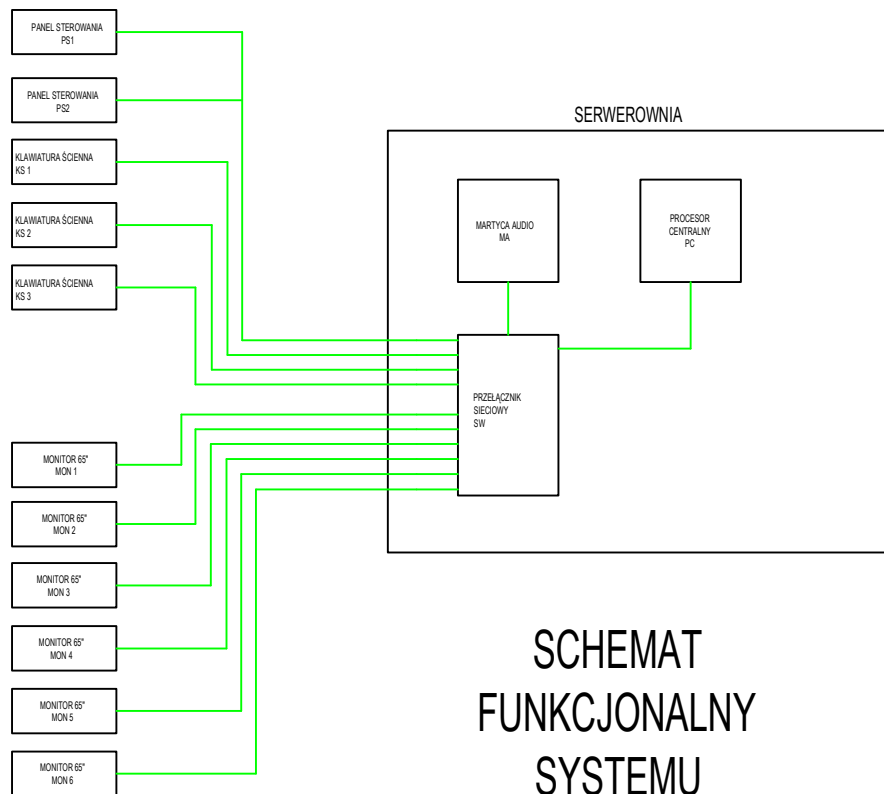 PANEL STEROWANIA
PS1
PANEL STEROWANIA
PS2
KLAWIATURA ŚCIENNA
KS 1
KLAWIATURA ŚCIENNA
KS 2
KLAWIATURA ŚCIENNA
KS 3
SERWEROWNIA
MARTYCA AUDIO
MA
PROCESOR
CENTRALNY
PC
PRZEŁĄCZNIK
SIECIOWY
SW
MONITOR 65"
MON 1
MONITOR 65"
MON 2
MONITOR 65"
MON 3
MONITOR 65"
MON 4
MONITOR 65"
MON 5
MONITOR 65"
MON 6
SCHEMAT
FUNKCJONALNY
SYSTEMU